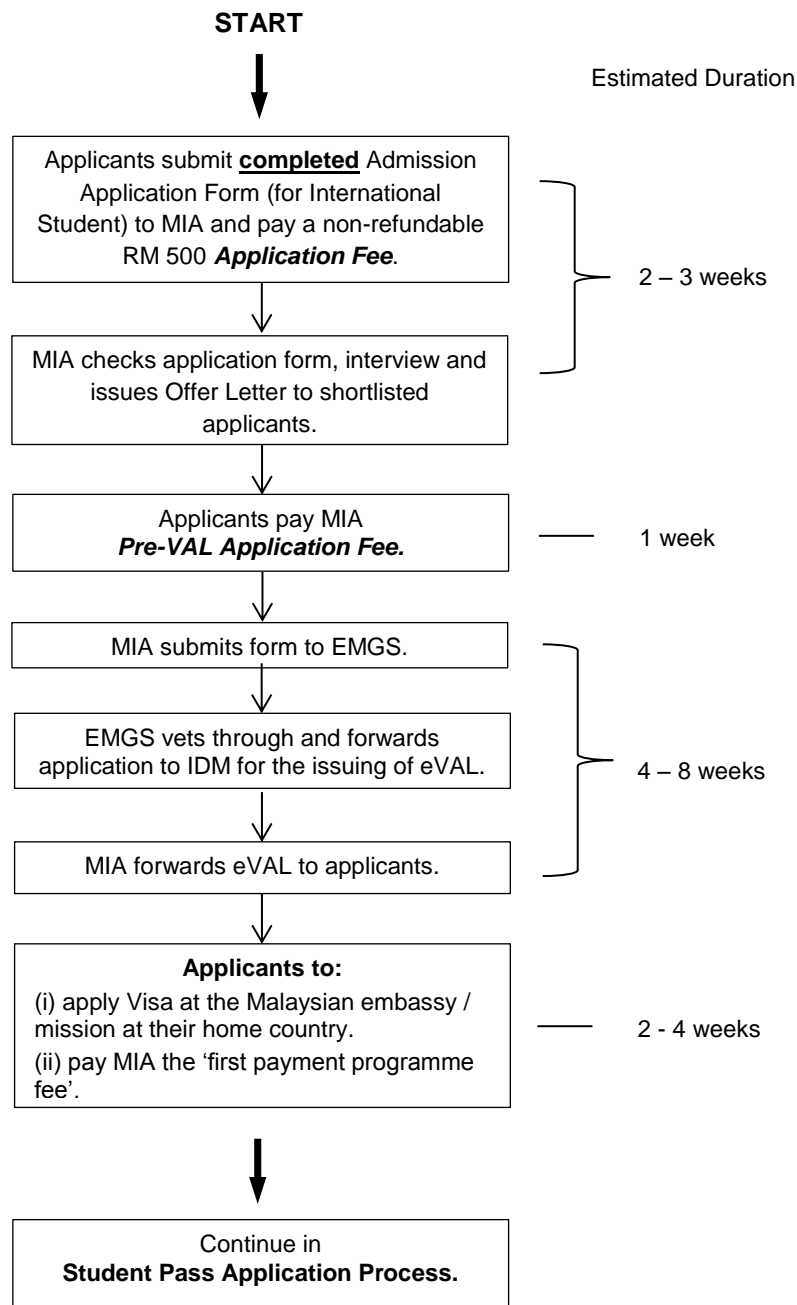 START
Estimated Duration
Applicants submit completed Admission
Application Form (for International
Student) to MIA and pay a non-refundable
RM 500 Application Fee.
2 – 3 weeks
MIA checks application form, interview and
issues Offer Letter to shortlisted
applicants.
Applicants pay MIA
Pre-VAL Application Fee.
1 week
MIA submits form to EMGS.
EMGS vets through and forwards
application to IDM for the issuing of eVAL.
4 – 8 weeks
MIA forwards eVAL to applicants.
Applicants to:
(i) apply Visa at the Malaysian embassy /
mission at their home country.
(ii) pay MIA the ‘first payment programme
fee’.
2 - 4 weeks
Continue in
Student Pass Application Process.